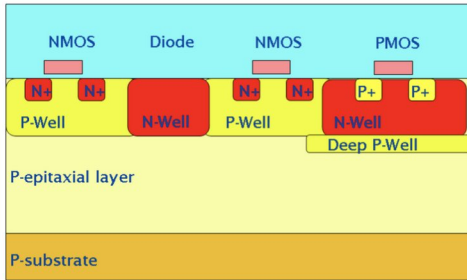 NMOS Diode NMOS PMOS
N+ N+ N+ N+ P+ P+
P-Well N-Well P-Well N-Well
Deep P-Well
P-epitaxial layer
P-substrate